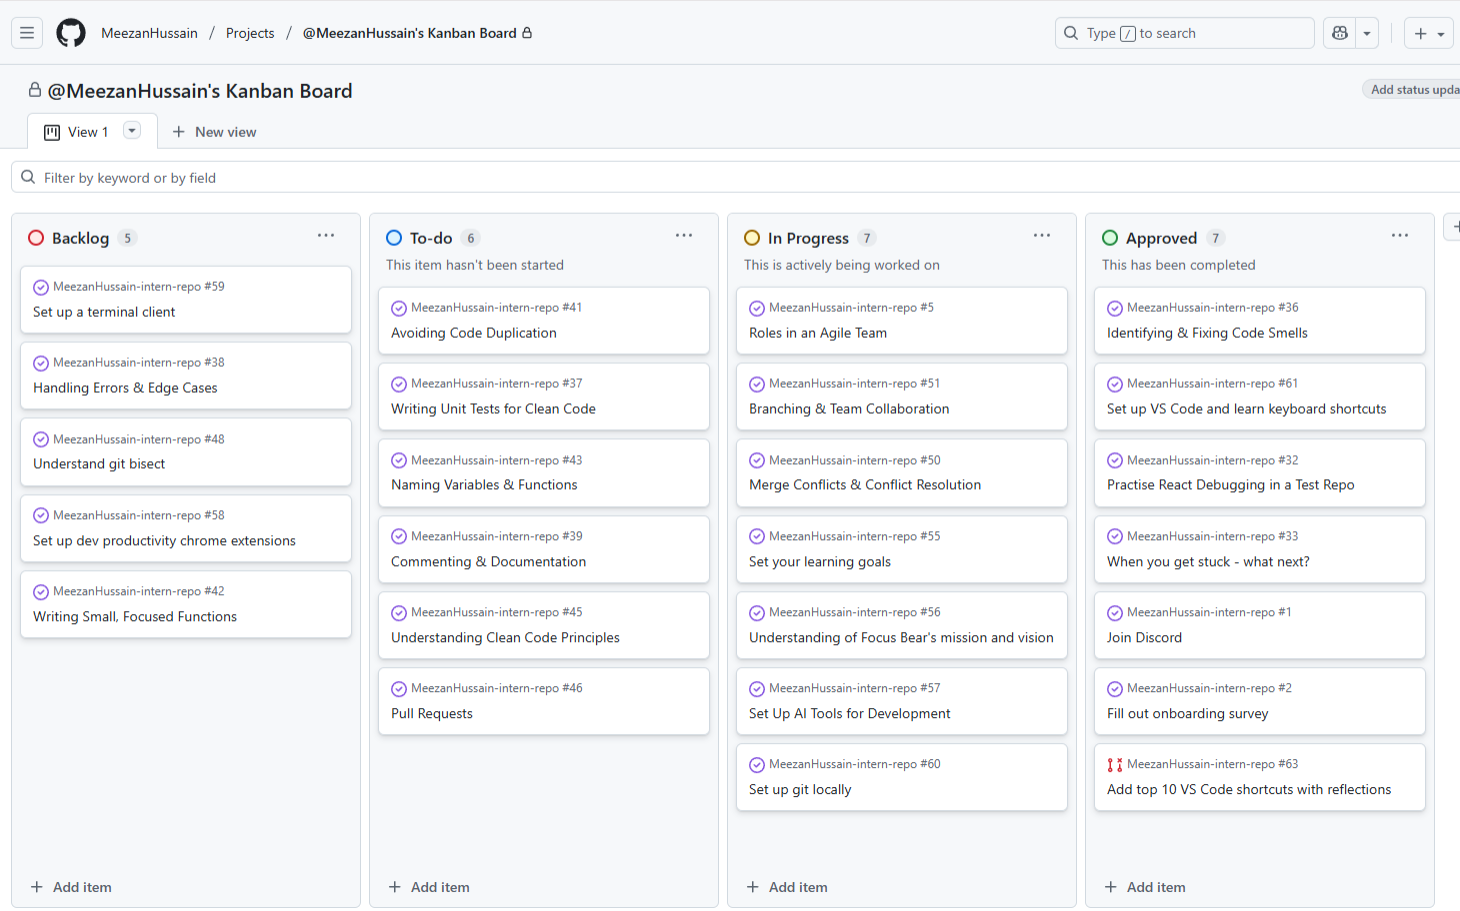 MeezanHussain / Projects / @MeezanHussain's Kanban Board
Type / to search
@MeezanHussain's Kanban Board
Add status upda
View 1
New view
Filter by keyword or by field
Backlog 5
MeezanHussain-intern-repo #59
Set up a terminal client
MeezanHussain-intern-repo #38
Handling Errors & Edge Cases
MeezanHussain-intern-repo #48
Understand git bisect
MeezanHussain-intern-repo #58
Set up dev productivity chrome extensions
MeezanHussain-intern-repo #42
Writing Small, Focused Functions
Add item
To-do 6
This item hasn't been started
MeezanHussain-intern-repo #41
Avoiding Code Duplication
MeezanHussain-intern-repo #37
Writing Unit Tests for Clean Code
MeezanHussain-intern-repo #43
Naming Variables & Functions
MeezanHussain-intern-repo #39
Commenting & Documentation
MeezanHussain-intern-repo #45
Understanding Clean Code Principles
MeezanHussain-intern-repo #46
Pull Requests
Add item
In Progress 7
This is actively being worked on
MeezanHussain-intern-repo #5
Roles in an Agile Team
MeezanHussain-intern-repo #51
Branching & Team Collaboration
MeezanHussain-intern-repo #50
Merge Conflicts & Conflict Resolution
MeezanHussain-intern-repo #55
Set your learning goals
MeezanHussain-intern-repo #56
Understanding of Focus Bear's mission and vision
MeezanHussain-intern-repo #57
Set Up AI Tools for Development
MeezanHussain-intern-repo #60
Set up git locally
Add item
Approved 7
This has been completed
MeezanHussain-intern-repo #36
Identifying & Fixing Code Smells
MeezanHussain-intern-repo #61
Set up VS Code and learn keyboard shortcuts
MeezanHussain-intern-repo #32
Practise React Debugging in a Test Repo
MeezanHussain-intern-repo #33
When you get stuck - what next?
MeezanHussain-intern-repo #1
Join Discord
MeezanHussain-intern-repo #2
Fill out onboarding survey
MeezanHussain-intern-repo #63
Add top 10 VS Code shortcuts with reflections
Add item